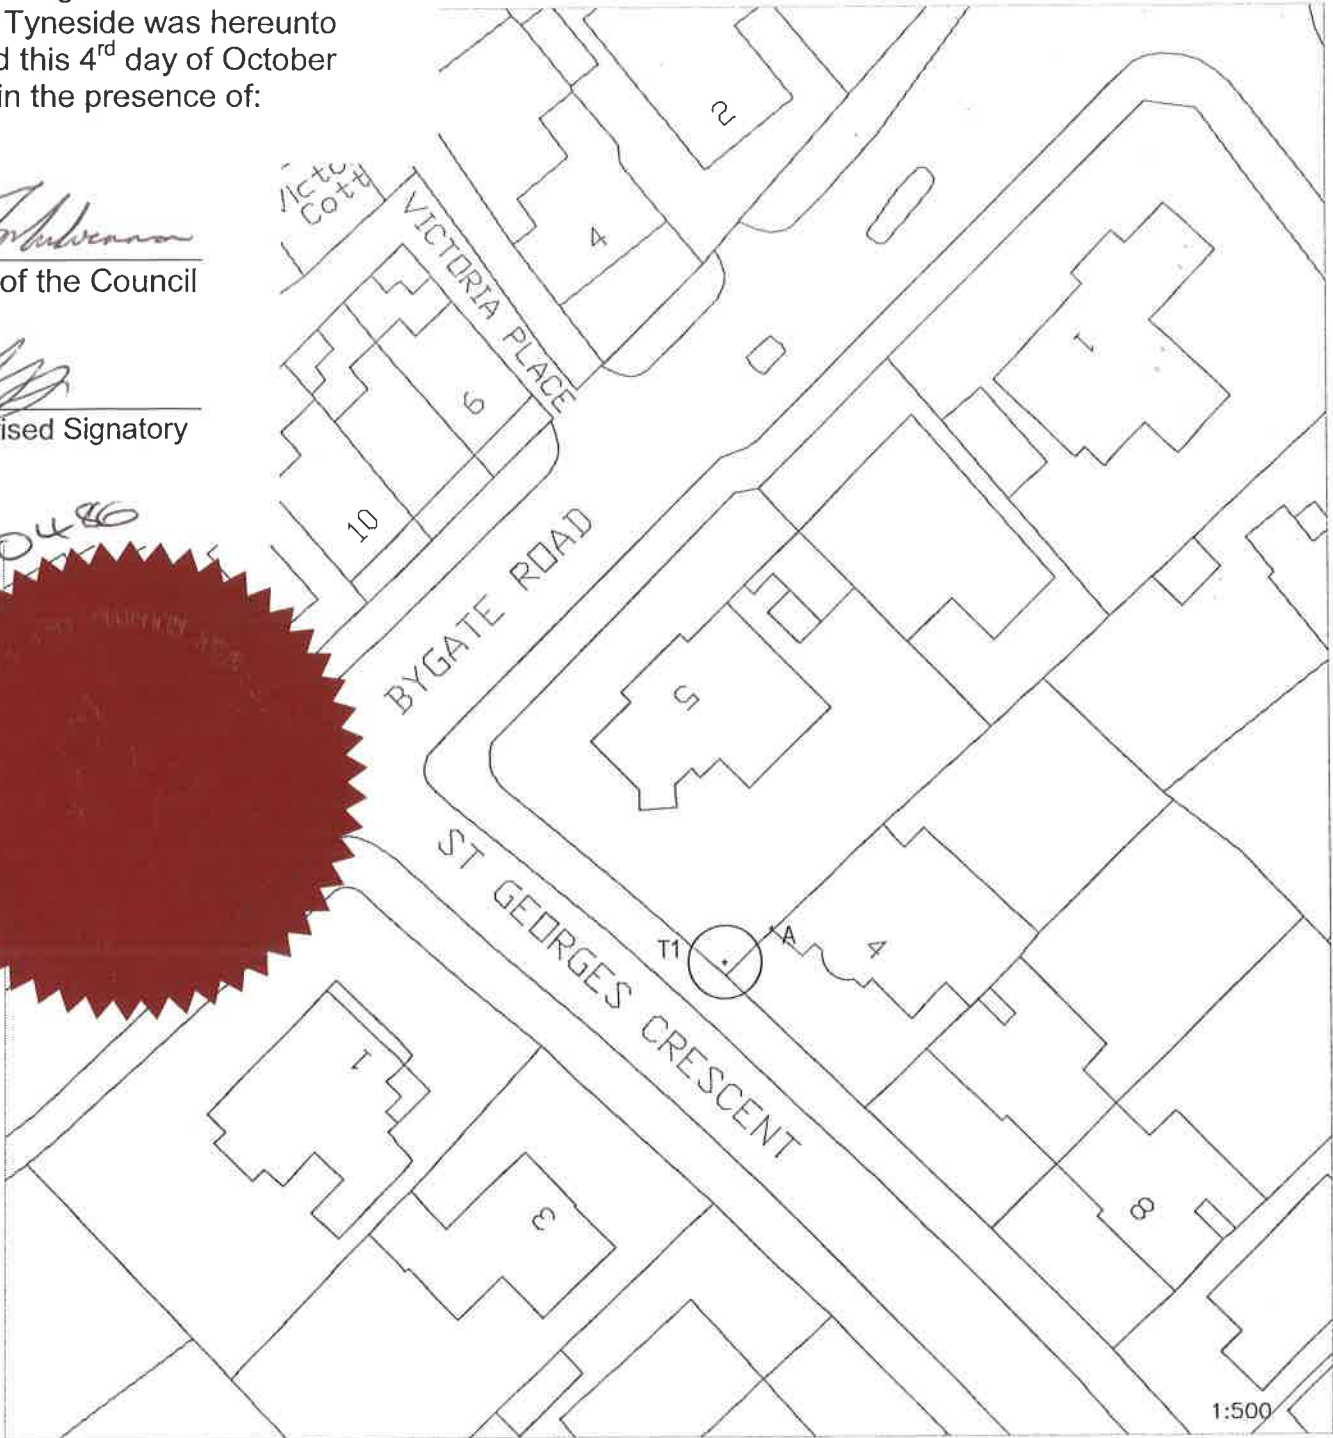 Tyneside was hereunto
d this 4rd day of October
in the presence of:
of the Council
ised Signatory
0486
Victo
Cott
VICTORIA PLACE
2
4
6
10
1
BYGATE ROAD
5
ST GEORGES CRESCENT
T1
A
4
1
3
8
1:500